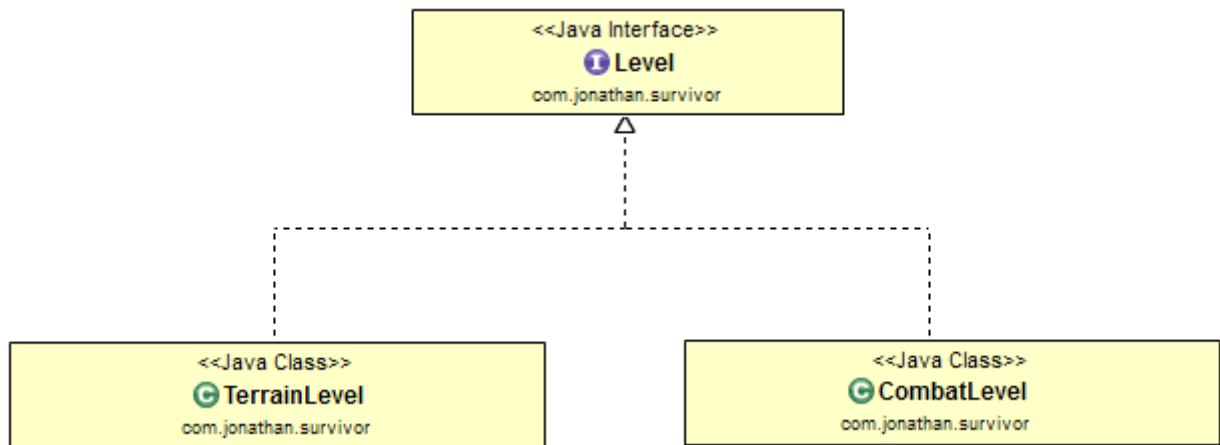 <<Java Interface>>
I Level
com.jonathan.survivor
<<Java Class>>
C TerrainLevel
com.jonathan.survivor
<<Java Class>>
C CombatLevel
com.jonathan.survivor